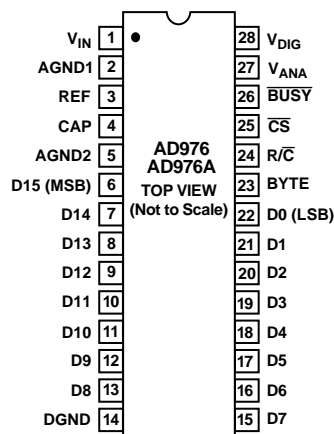 V_IN 1 28 V_DIG
AGND1 2 27 V_ANA
REF 3 26 B̅U̅S̅Y̅
CAP 4 25 C̅S̅
AGND2 5 24 R/C̅
D15 (MSB) 6 23 BYTE
D14 7 22 D0 (LSB)
D13 8 21 D1
D12 9 20 D2
D11 10 19 D3
D10 11 18 D4
D9 12 17 D5
D8 13 16 D6
DGND 14 15 D7
AD976
AD976A
TOP VIEW
(Not to Scale)